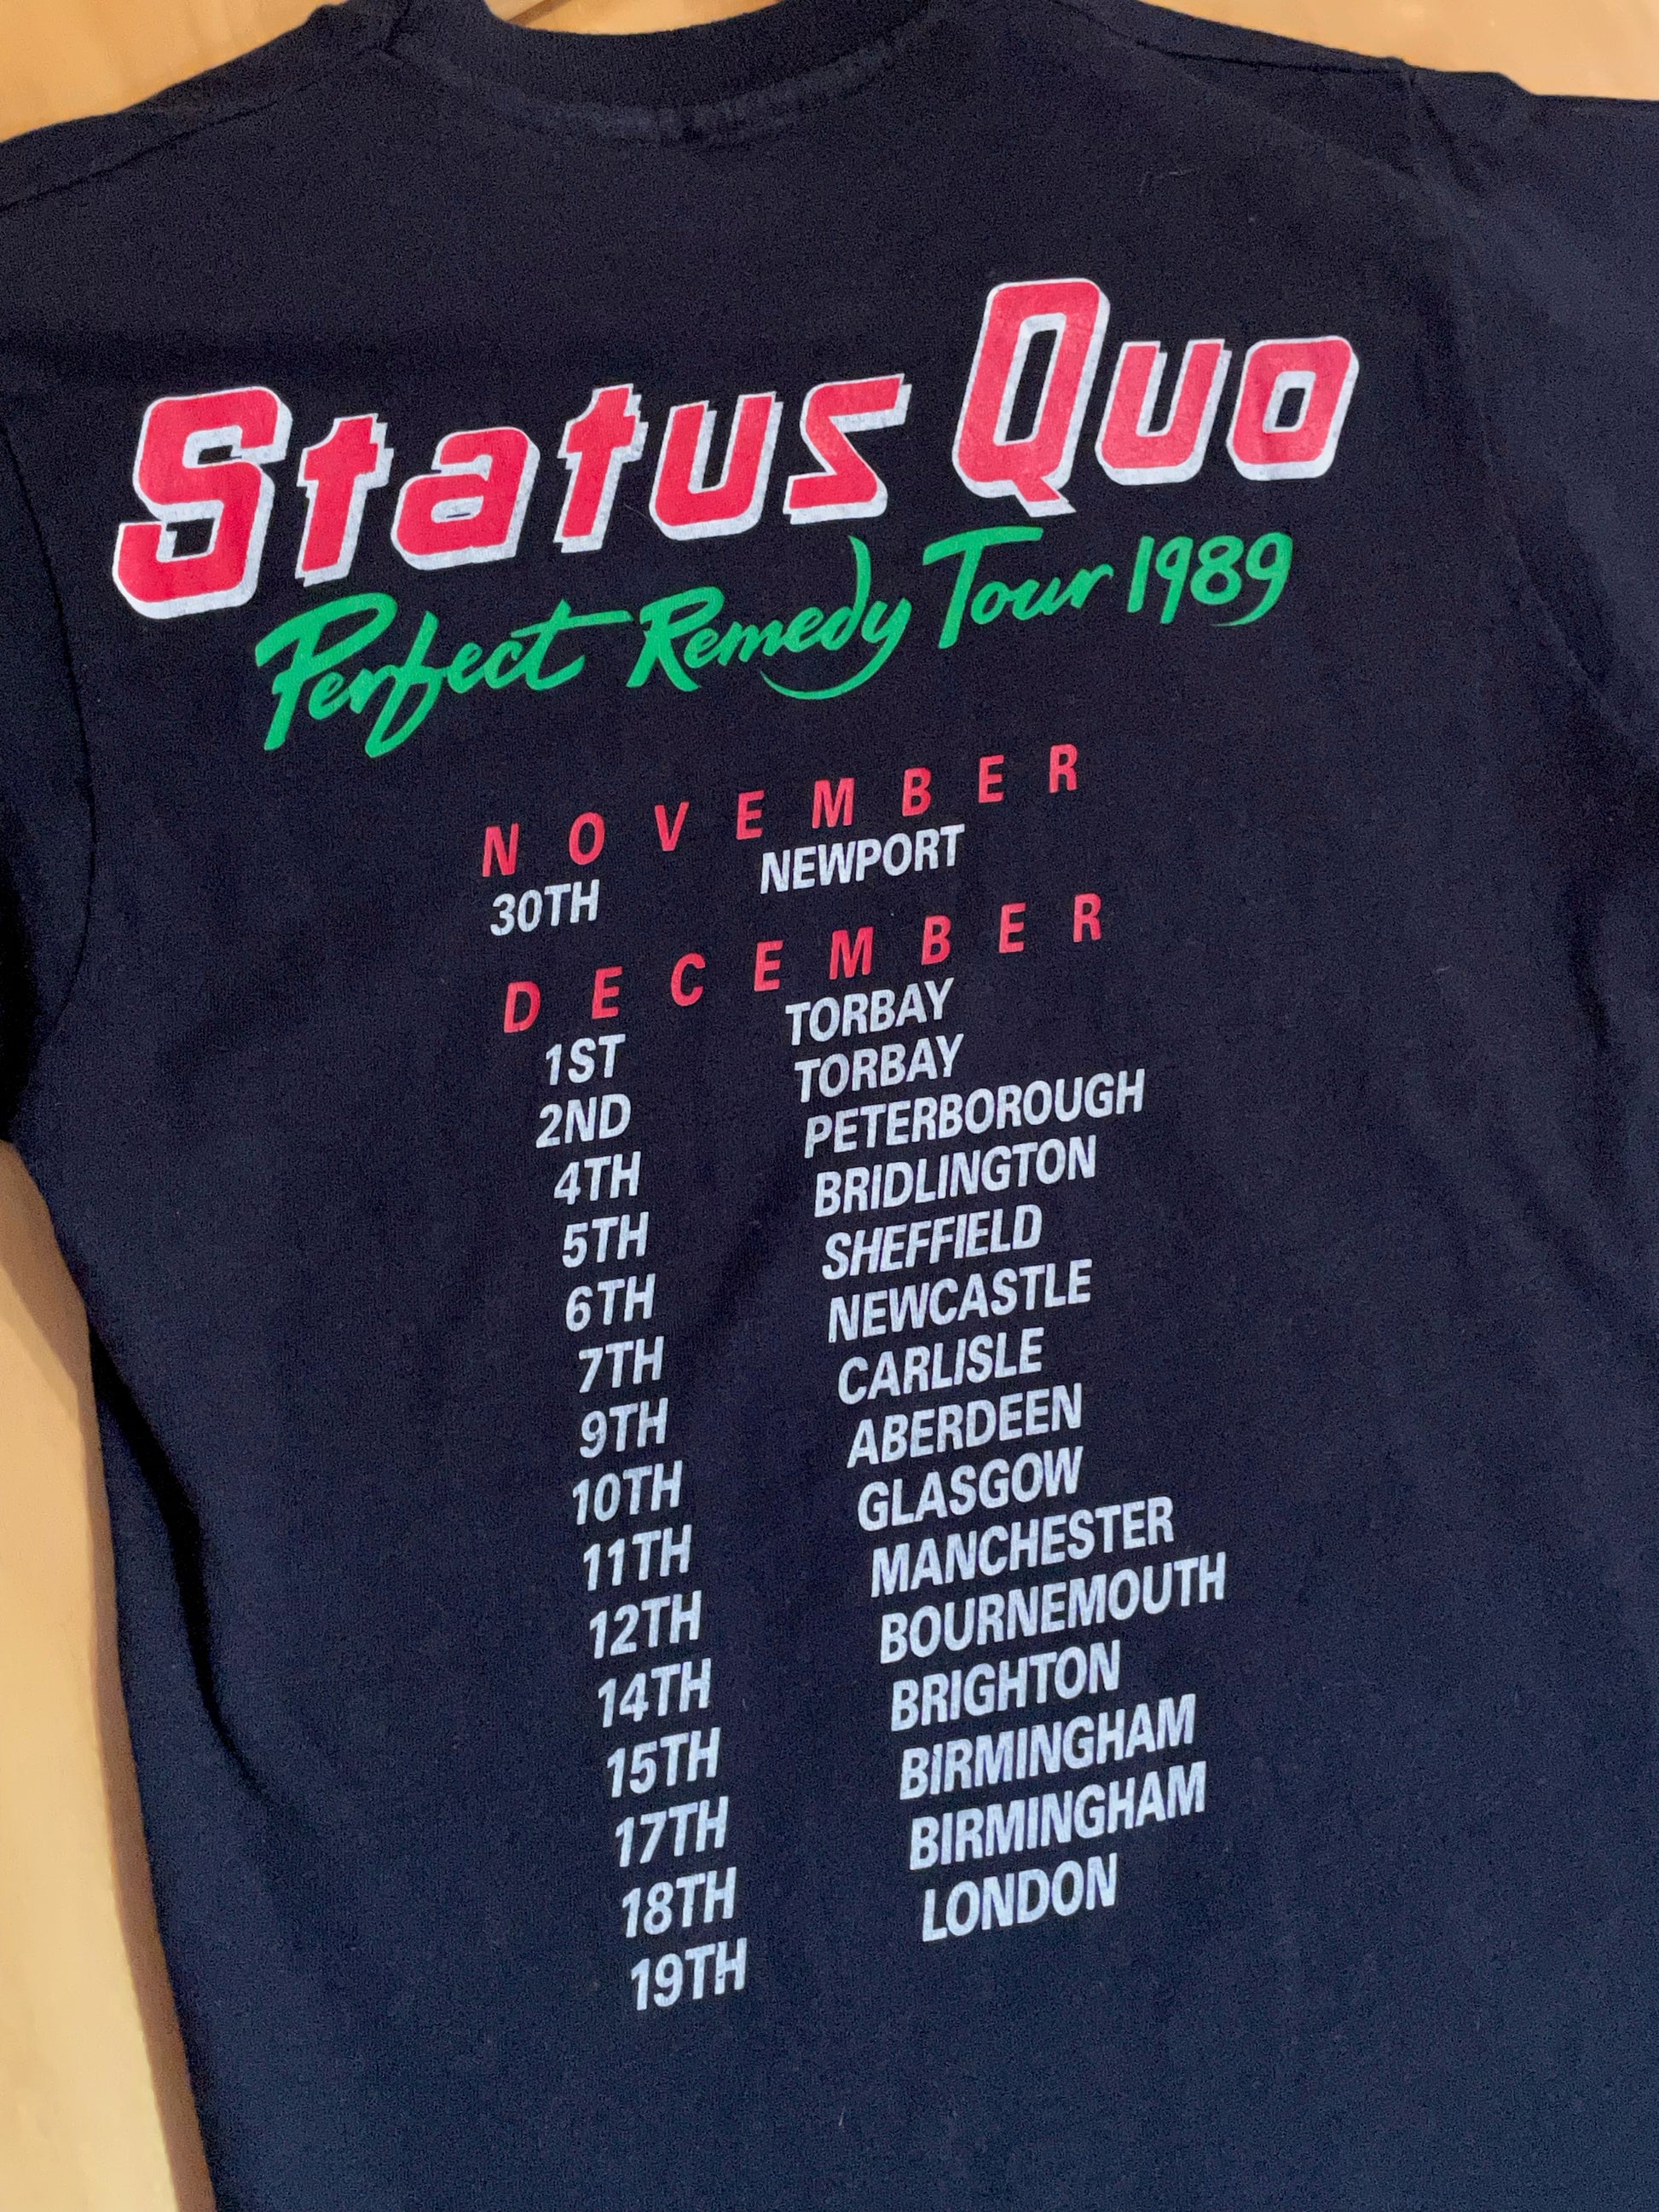 Status Quo
Perfect Remedy Tour 1989
NOVEMBER
30TH NEWPORT
DECEMBER
1ST TORBAY
2ND TORBAY
4TH PETERBOROUGH
5TH BRIDLINGTON
6TH SHEFFIELD
7TH NEWCASTLE
9TH CARLISLE
10TH ABERDEEN
11TH GLASGOW
12TH MANCHESTER
14TH BOURNEMOUTH
15TH BRIGHTON
17TH BIRMINGHAM
18TH BIRMINGHAM
19TH LONDON